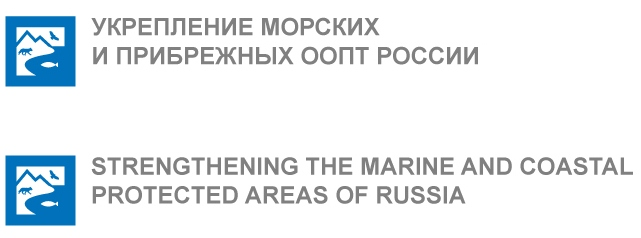 УКРЕПЛЕНИЕ МОРСКИХ
И ПРИБРЕЖНЫХ ООПТ РОССИИ
STRENGTHENING THE MARINE AND COASTAL
PROTECTED AREAS OF RUSSIA